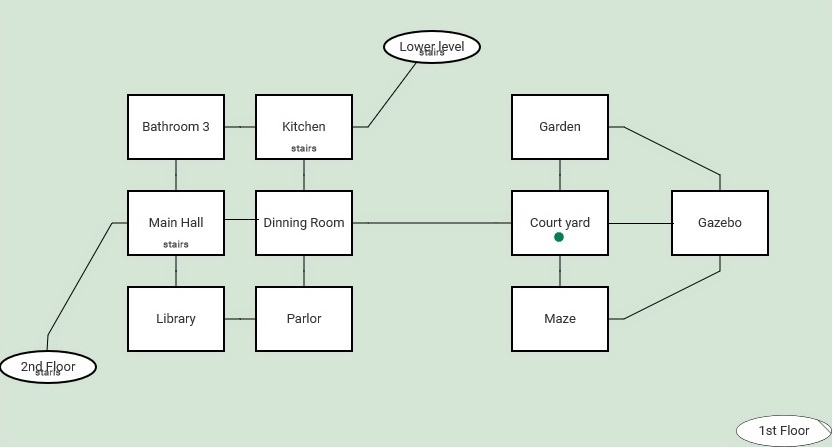 Lower level
stairs
Bathroom 3
Kitchen
stairs
Garden
Main Hall
stairs
Dinning Room
Court yard
Gazebo
Library
Parlor
Maze
2nd Floor
stairs
1st Floor